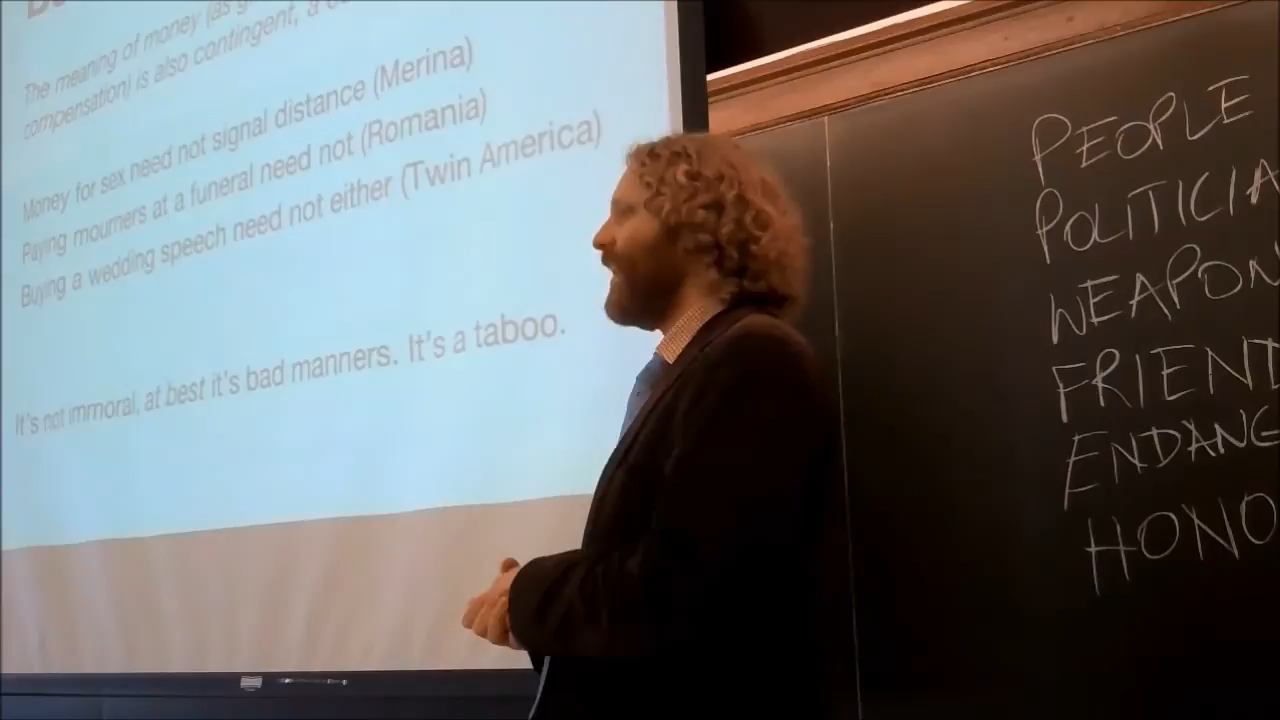 The meaning of money (as
compensation) is also contingent, a
Money for sex need not signal distance (Merina)
Paying mourners at a funeral need not (Romania)
Buying a wedding speech need not either (Twin America)
It's not immoral, at best it's bad manners. It's a taboo.
PEOPLE
POLITICIA
WEAPON
FRIEND
ENDANG
HONO